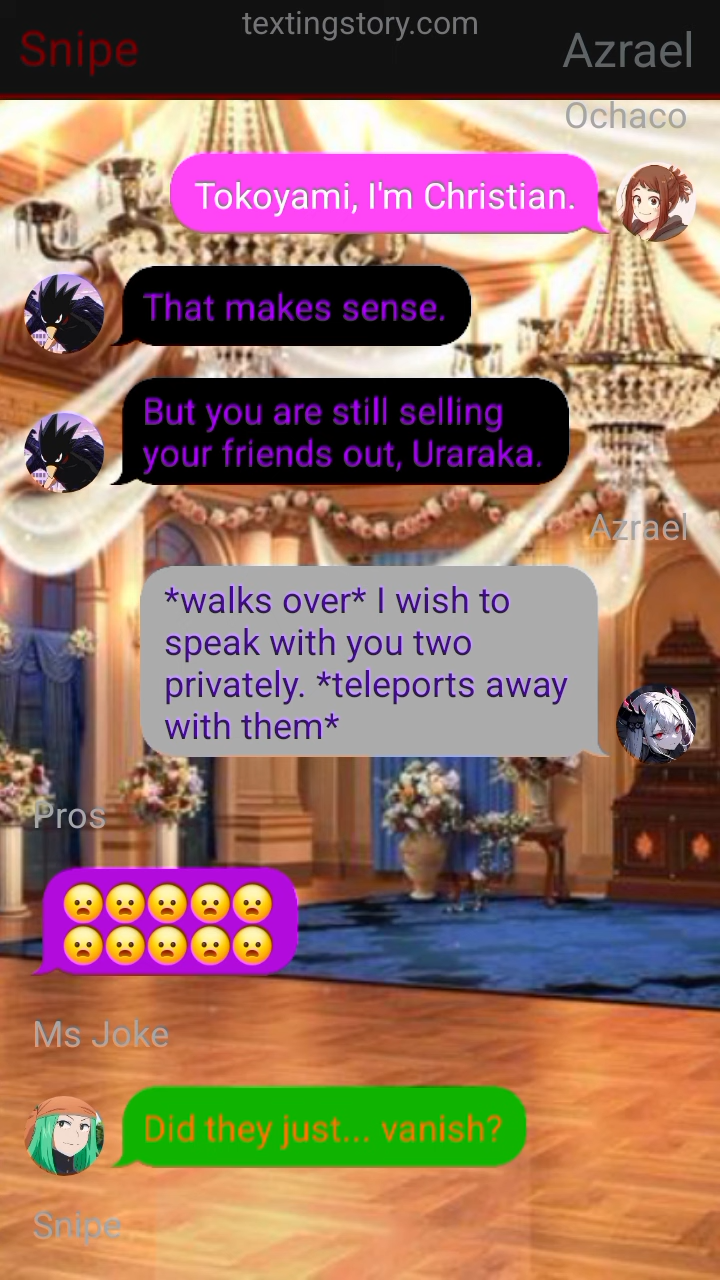 textingstory.com
Snipe
Azrael
Ochaco
Tokoyami, I'm Christian.
That makes sense.
But you are still selling
your friends out, Uraraka.
Azrael
*walks over* I wish to
speak with you two
privately. *teleports away
with them*
Pros
😦😦😦😦😦
😦😦😦😦😦
Ms Joke
Did they just... vanish?
Snipe